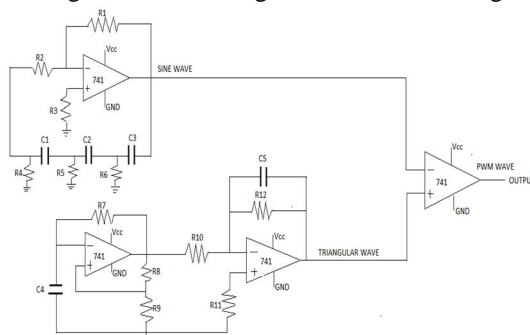 R1
R2
Vcc
SINE WAVE
741
GND
R3
C1
C2
C3
R4
R5
R6
Vcc
PWM WAVE
741
OUTPUT
GND
C5
R7
R12
Vcc
R10
Vcc
741
GND
R8
741
TRIANGULAR WAVE
GND
C4
R9
R11